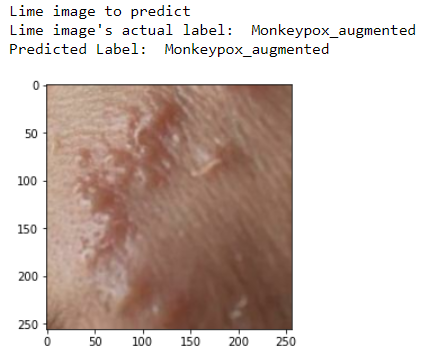 Lime image to predict
Lime image's actual label:  Monkeypox_augmented
Predicted Label:  Monkeypox_augmented
0
50
100
150
200
250
0 50 100 150 200 250